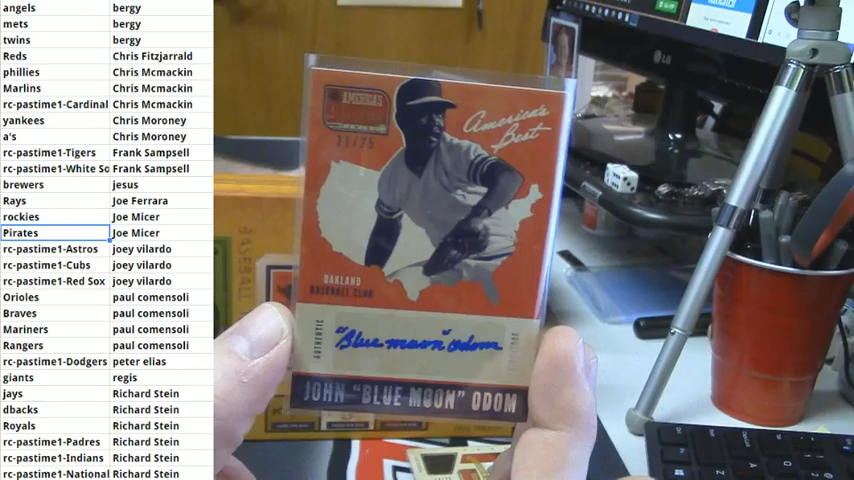 angels bergy
mets bergy
twins bergy
Reds Chris Fitzjarrald
phillies Chris Mcmackin
Marlins Chris Mcmackin
rc-pastime1-Cardinal Chris Mcmackin
yankees Chris Moroney
a's Chris Moroney
rc-pastime1-Tigers Frank Sampsell
rc-pastime1-White So Frank Sampsell
brewers jesus
Rays Joe Ferrara
rockies Joe Micer
Pirates Joe Micer
rc-pastime1-Astros joey vilardo
rc-pastime1-Cubs joey vilardo
rc-pastime1-Red Sox joey vilardo
Orioles paul comensoli
Braves paul comensoli
Mariners paul comensoli
Rangers paul comensoli
rc-pastime1-Dodgers peter elias
giants regis
jays Richard Stein
dbacks Richard Stein
Royals Richard Stein
rc-pastime1-Padres Richard Stein
rc-pastime1-Indians Richard Stein
rc-pastime1-National Richard Stein
AMERICA'S
America's
Best
OAKLAND
BASEBALL CLUB
AUTHENTIC
"Blue moon" odom
JOHN "BLUE MOON" ODOM
LG
BASEBALL